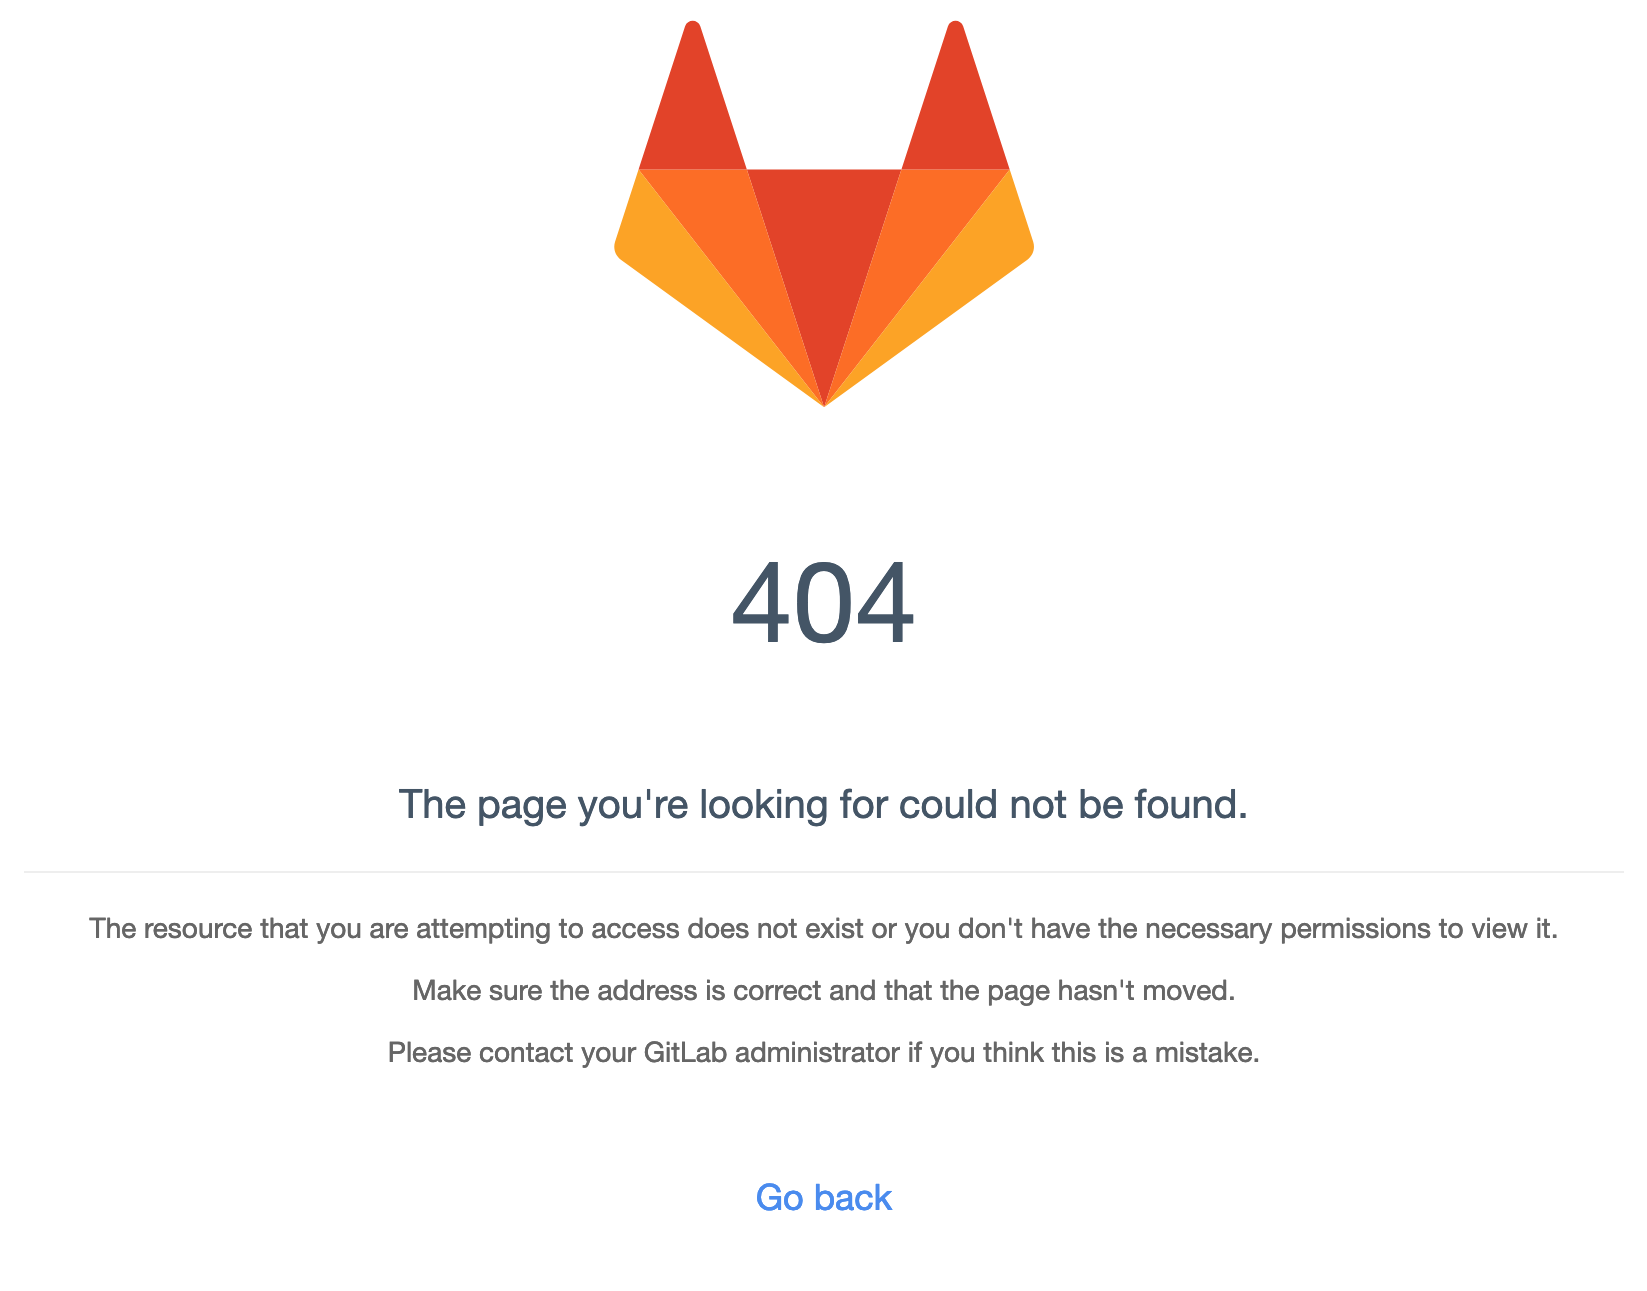 404
The page you're looking for could not be found.
The resource that you are attempting to access does not exist or you don't have the necessary permissions to view it.
Make sure the address is correct and that the page hasn't moved.
Please contact your GitLab administrator if you think this is a mistake.
Go back